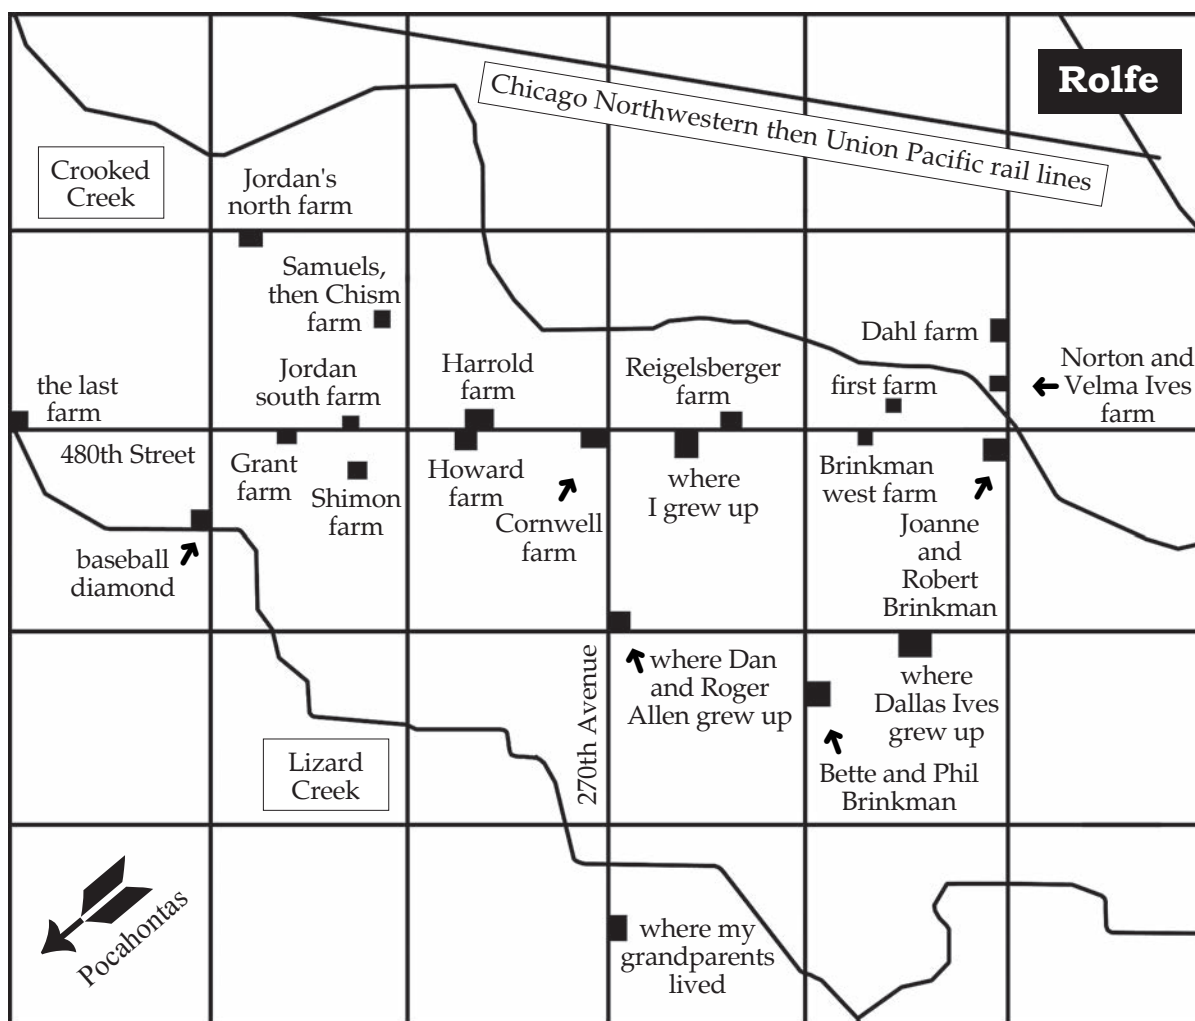 Rolfe
Chicago Northwestern then Union Pacific rail lines
Crooked
Creek
Jordan's
north farm
Samuels,
then Chism
farm
Dahl farm
Norton and
Velma Ives
farm
the last
farm
Jordan
south farm
Harrold
farm
Reigelsberger
farm
first farm
480th Street
Grant
farm
Shimon
farm
Howard
farm
Cornwell
farm
where
I grew up
Brinkman
west farm
Joanne
and
Robert
Brinkman
baseball
diamond
270th Avenue
where Dan
and Roger
Allen grew up
where
Dallas Ives
grew up
Bette and Phil
Brinkman
Lizard
Creek
Pocahontas
where my
grandparents
lived